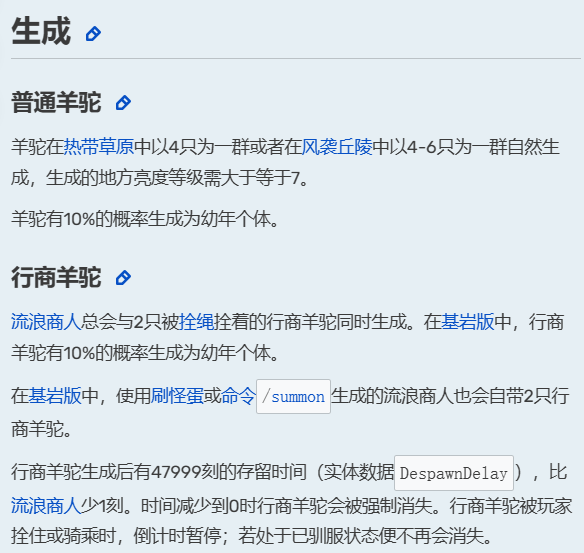 生成
普通羊驼
羊驼在热带草原中以4只为一群或者在风袭丘陵中以4-6只为一群自然生
成，生成的地方亮度等级需大于等于7。
羊驼有10%的概率生成为幼年个体。
行商羊驼
流浪商人总会与2只被拴绳拴着的行商羊驼同时生成。在基岩版中，行商
羊驼有10%的概率生成为幼年个体。
在基岩版中，使用刷怪蛋或命令/summon生成的流浪商人也会自带2只行
商羊驼。
行商羊驼生成后有47999刻的存留时间（实体数据DespawnDelay），比
流浪商人少1刻。时间减少到0时行商羊驼会被强制消失。行商羊驼被玩家
拴住或骑乘时，倒计时暂停；若处于已驯服状态便不再会消失。